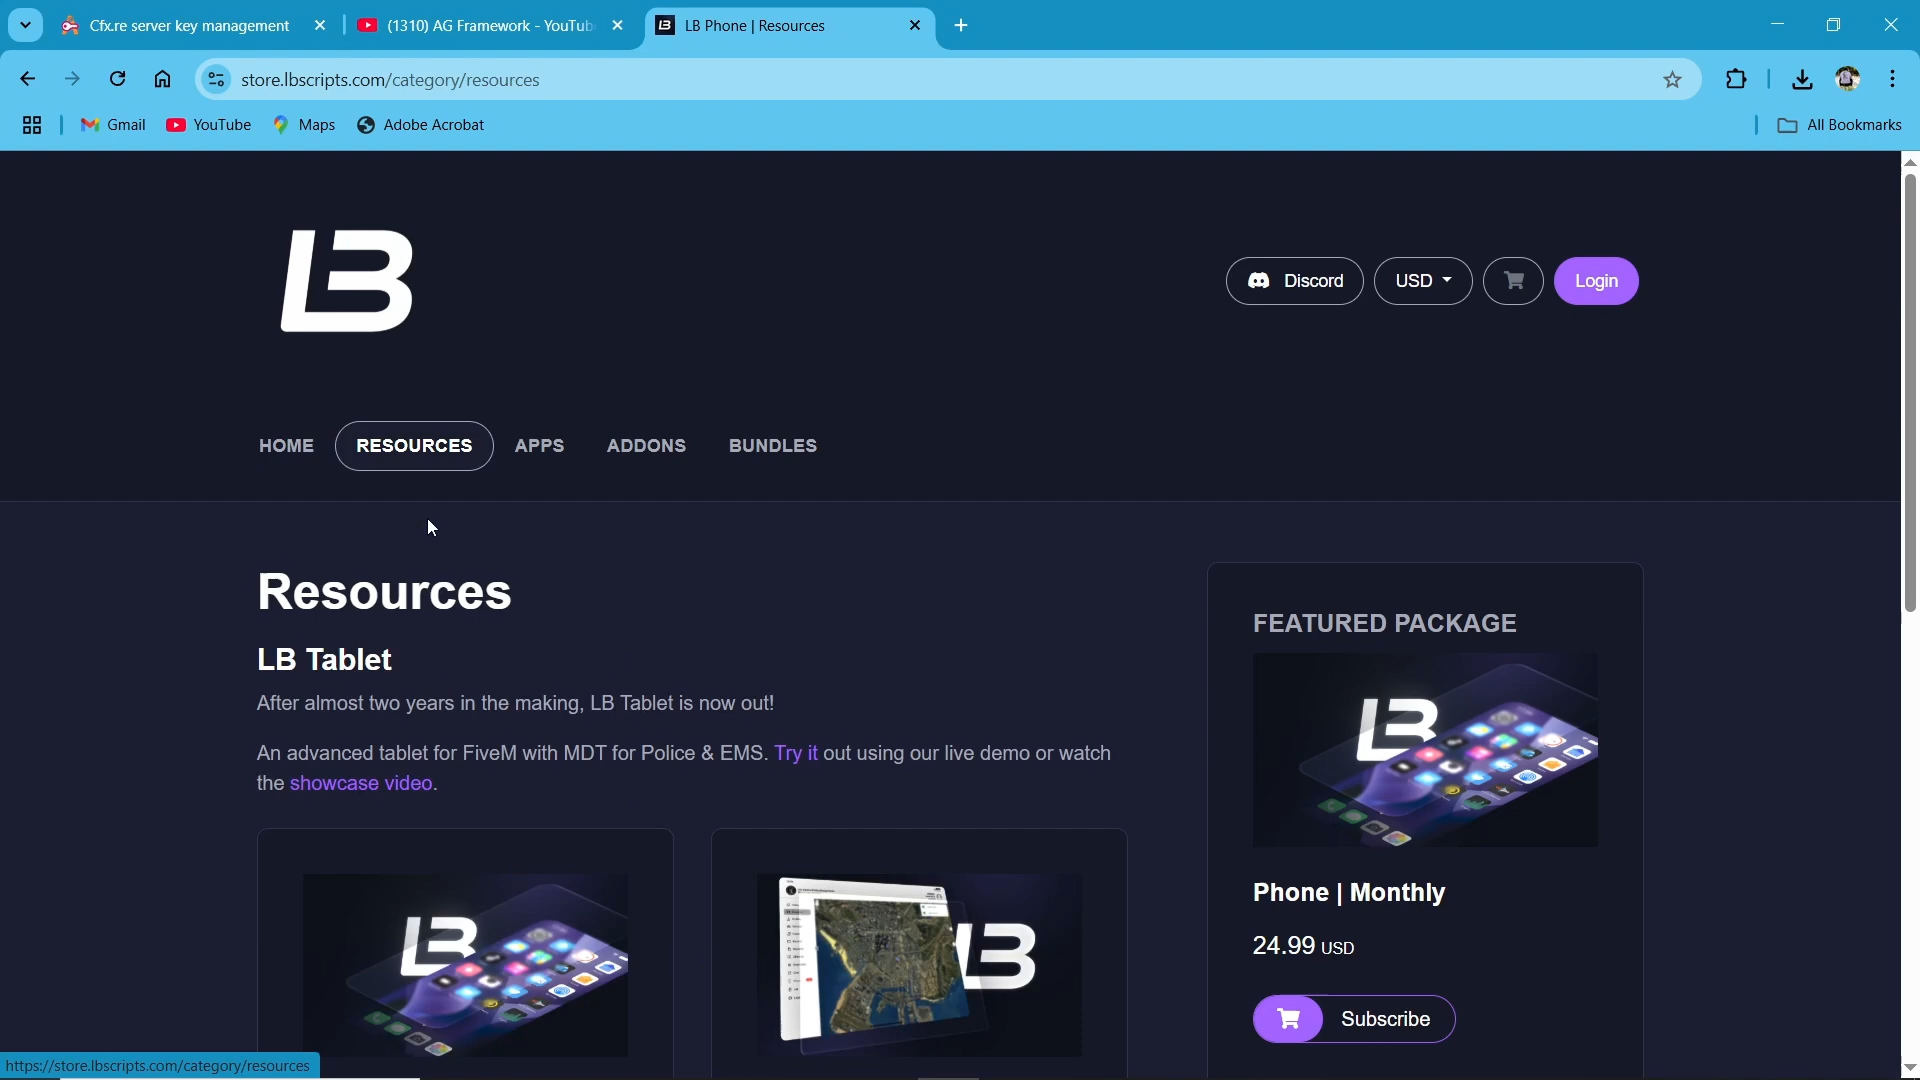 Cfx.re server key management
(1310) AG Framework - YouTub
LB Phone | Resources
store.lbscripts.com/category/resources
Gmail
YouTube
Maps
Adobe Acrobat
All Bookmarks
LB
Discord
USD
Login
HOME
RESOURCES
APPS
ADDONS
BUNDLES
Resources
LB Tablet
After almost two years in the making, LB Tablet is now out!
An advanced tablet for FiveM with MDT for Police & EMS. Try it out using our live demo or watch
the showcase video.
FEATURED PACKAGE
LB
Phone | Monthly
24.99 USD
Subscribe
LB
LB
https://store.lbscripts.com/category/resources